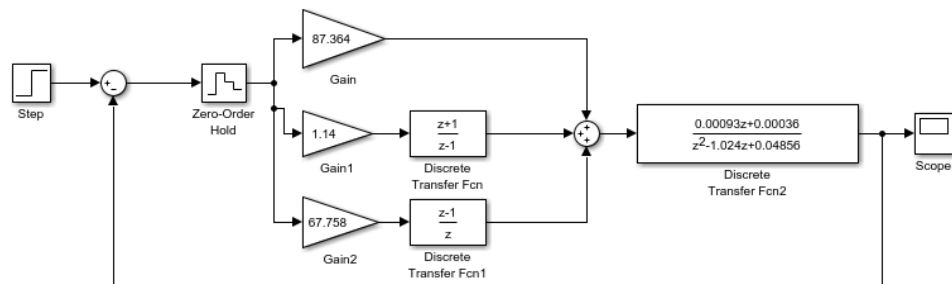 Step
+
−
Zero-Order
Hold
87.364
Gain
1.14
Gain1
z+1
z-1
Discrete
Transfer Fcn
67.758
Gain2
z-1
z
Discrete
Transfer Fcn1
+
+
+
0.00093z+0.00036
z²-1.024z+0.04856
Discrete
Transfer Fcn2
Scope